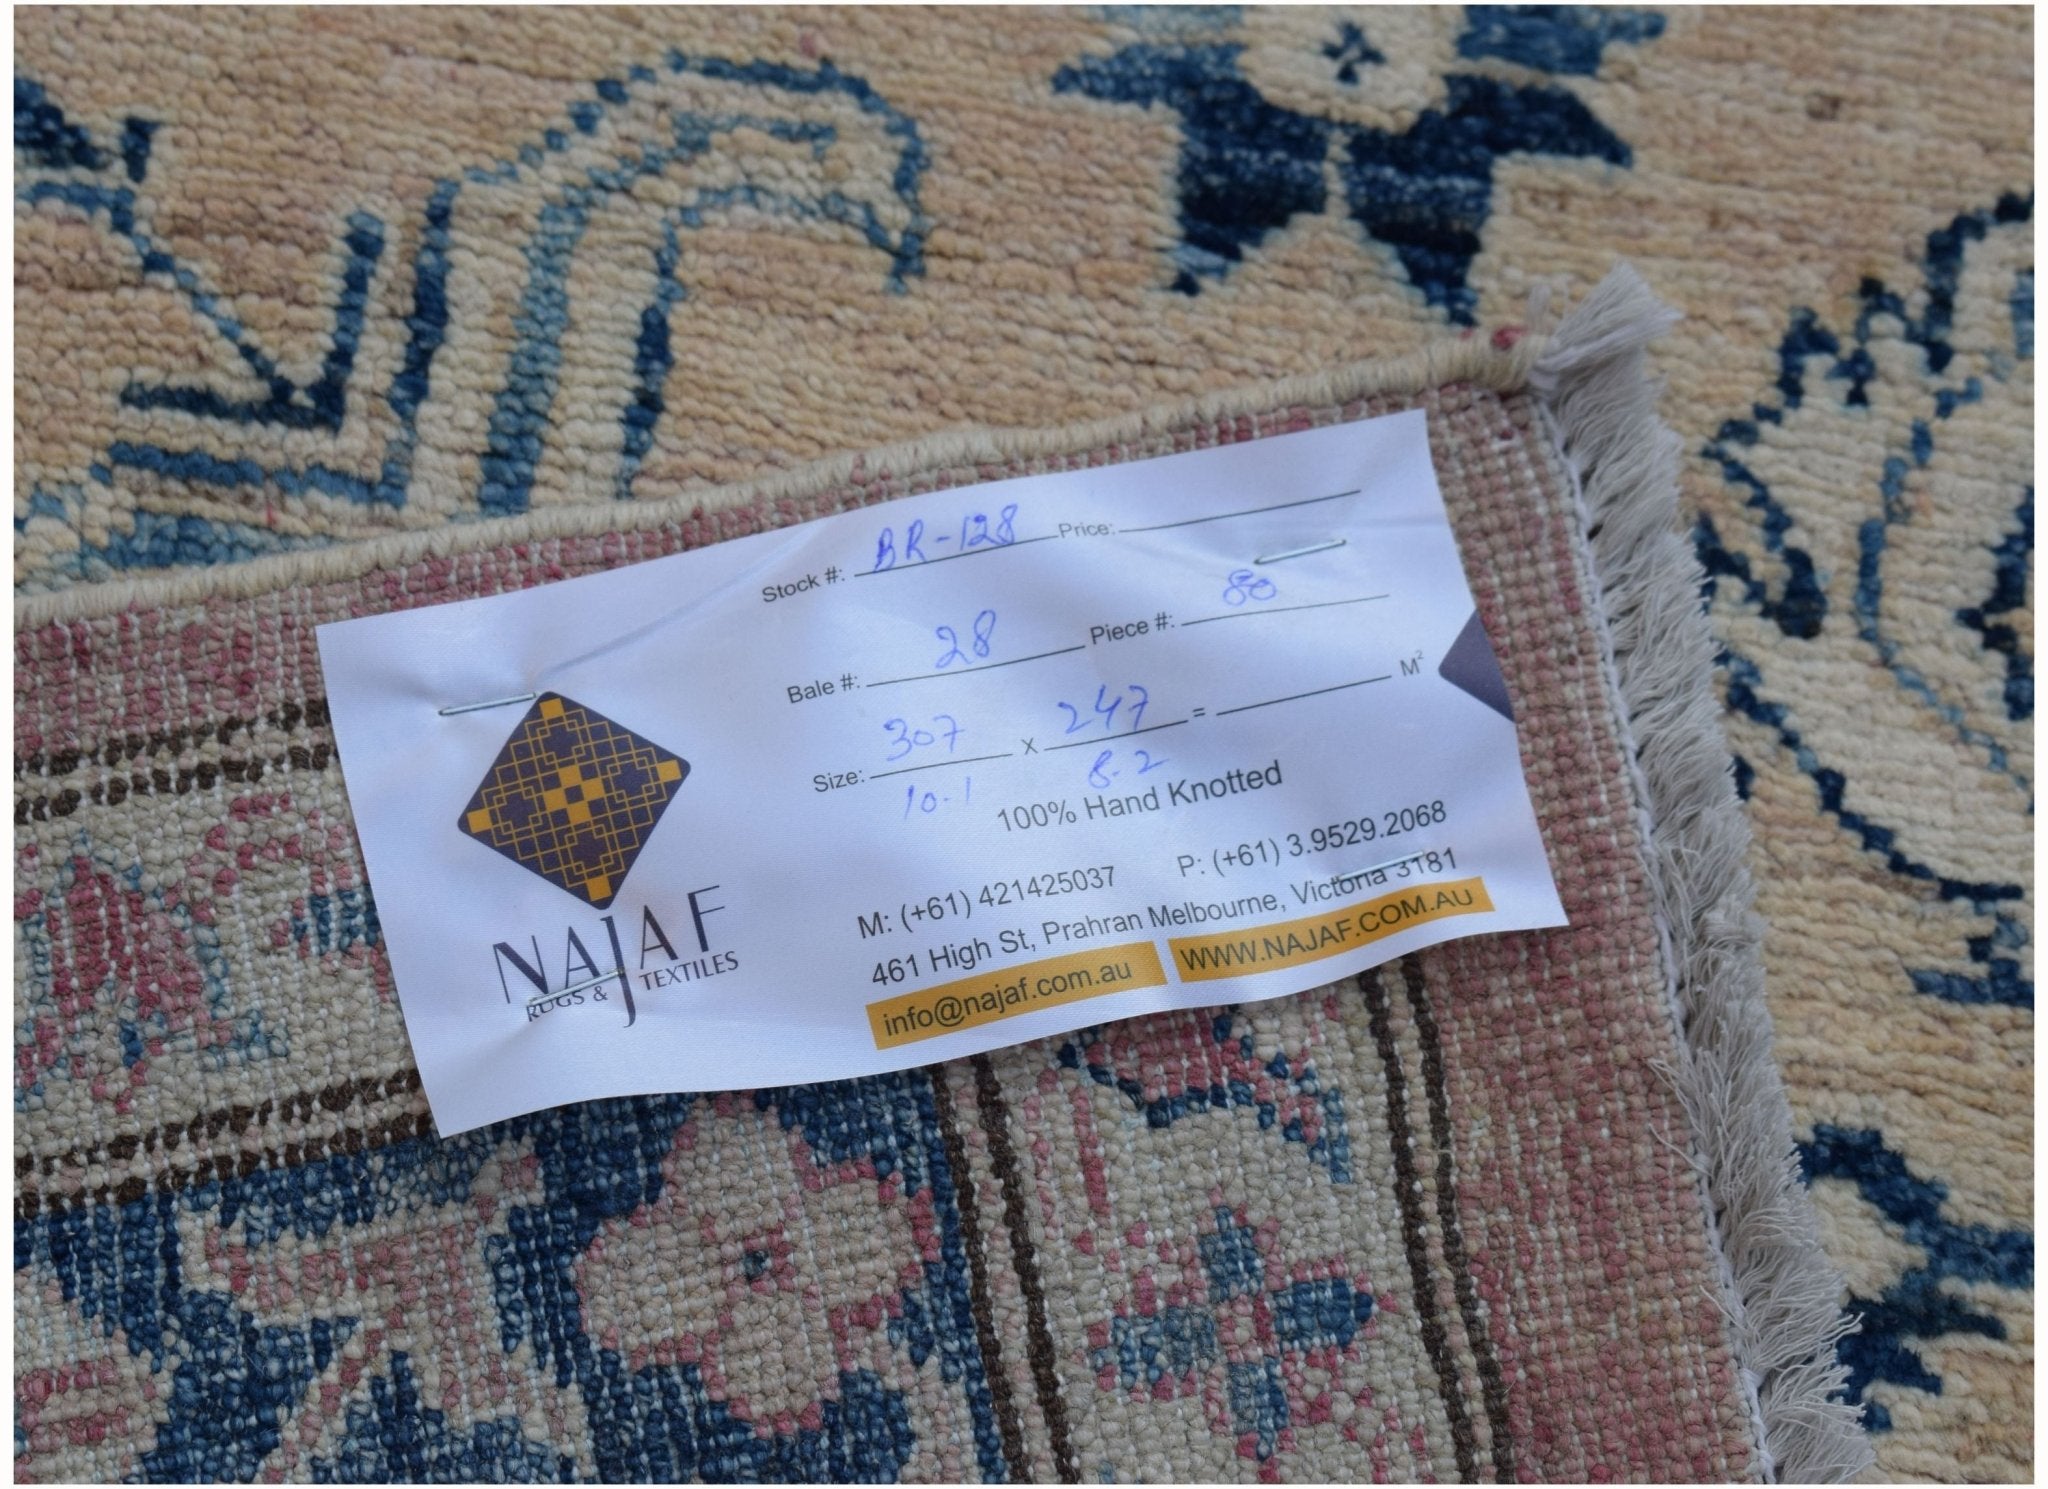 Stock #: BR-128 Price:
Bale #: 28 Piece #: 80
Size: 307 x 247 = M²
10.1 8.2
100% Hand Knotted
M: (+61) 421425037 P: (+61) 3.9529.2068
461 High St, Prahran Melbourne, Victoria 3181
info@najaf.com.au WWW.NAJAF.COM.AU
NAJAF
RUGS & TEXTILES